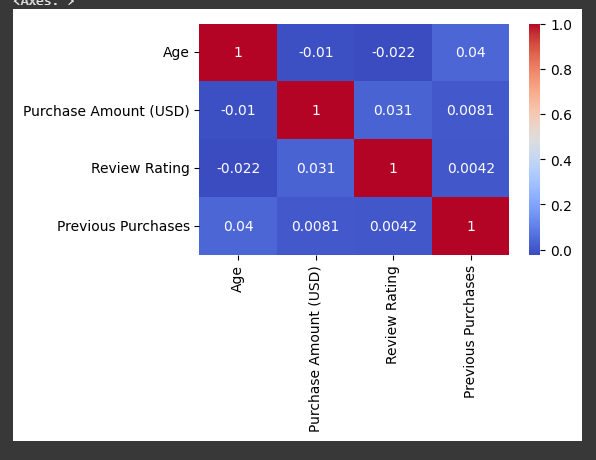 <Axes: >
Age
1
-0.01
-0.022
0.04
1.0
Purchase Amount (USD)
-0.01
1
0.031
0.0081
0.8
Review Rating
-0.022
0.031
1
0.0042
0.6
Previous Purchases
0.04
0.0081
0.0042
1
0.4
0.2
0.0
Age
Purchase Amount (USD)
Review Rating
Previous Purchases